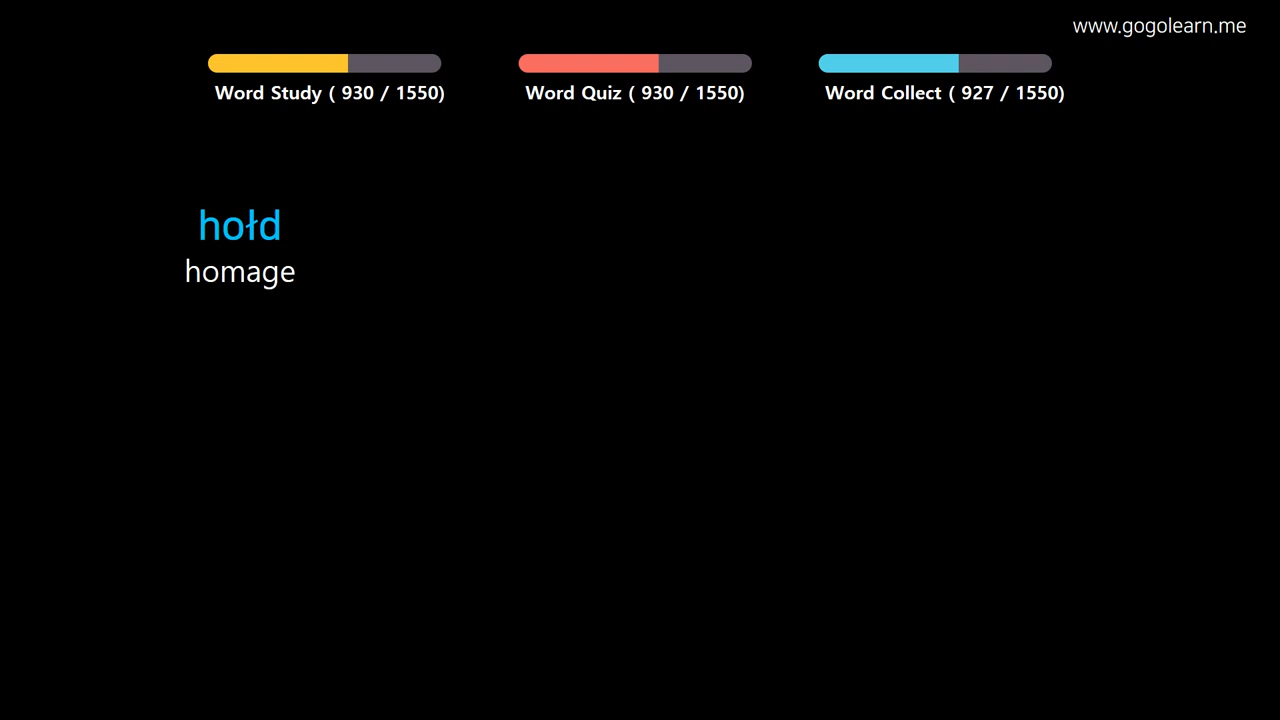 www.gogolearn.me
Word Study ( 930 / 1550)
Word Quiz ( 930 / 1550)
Word Collect ( 927 / 1550)
hołd
homage